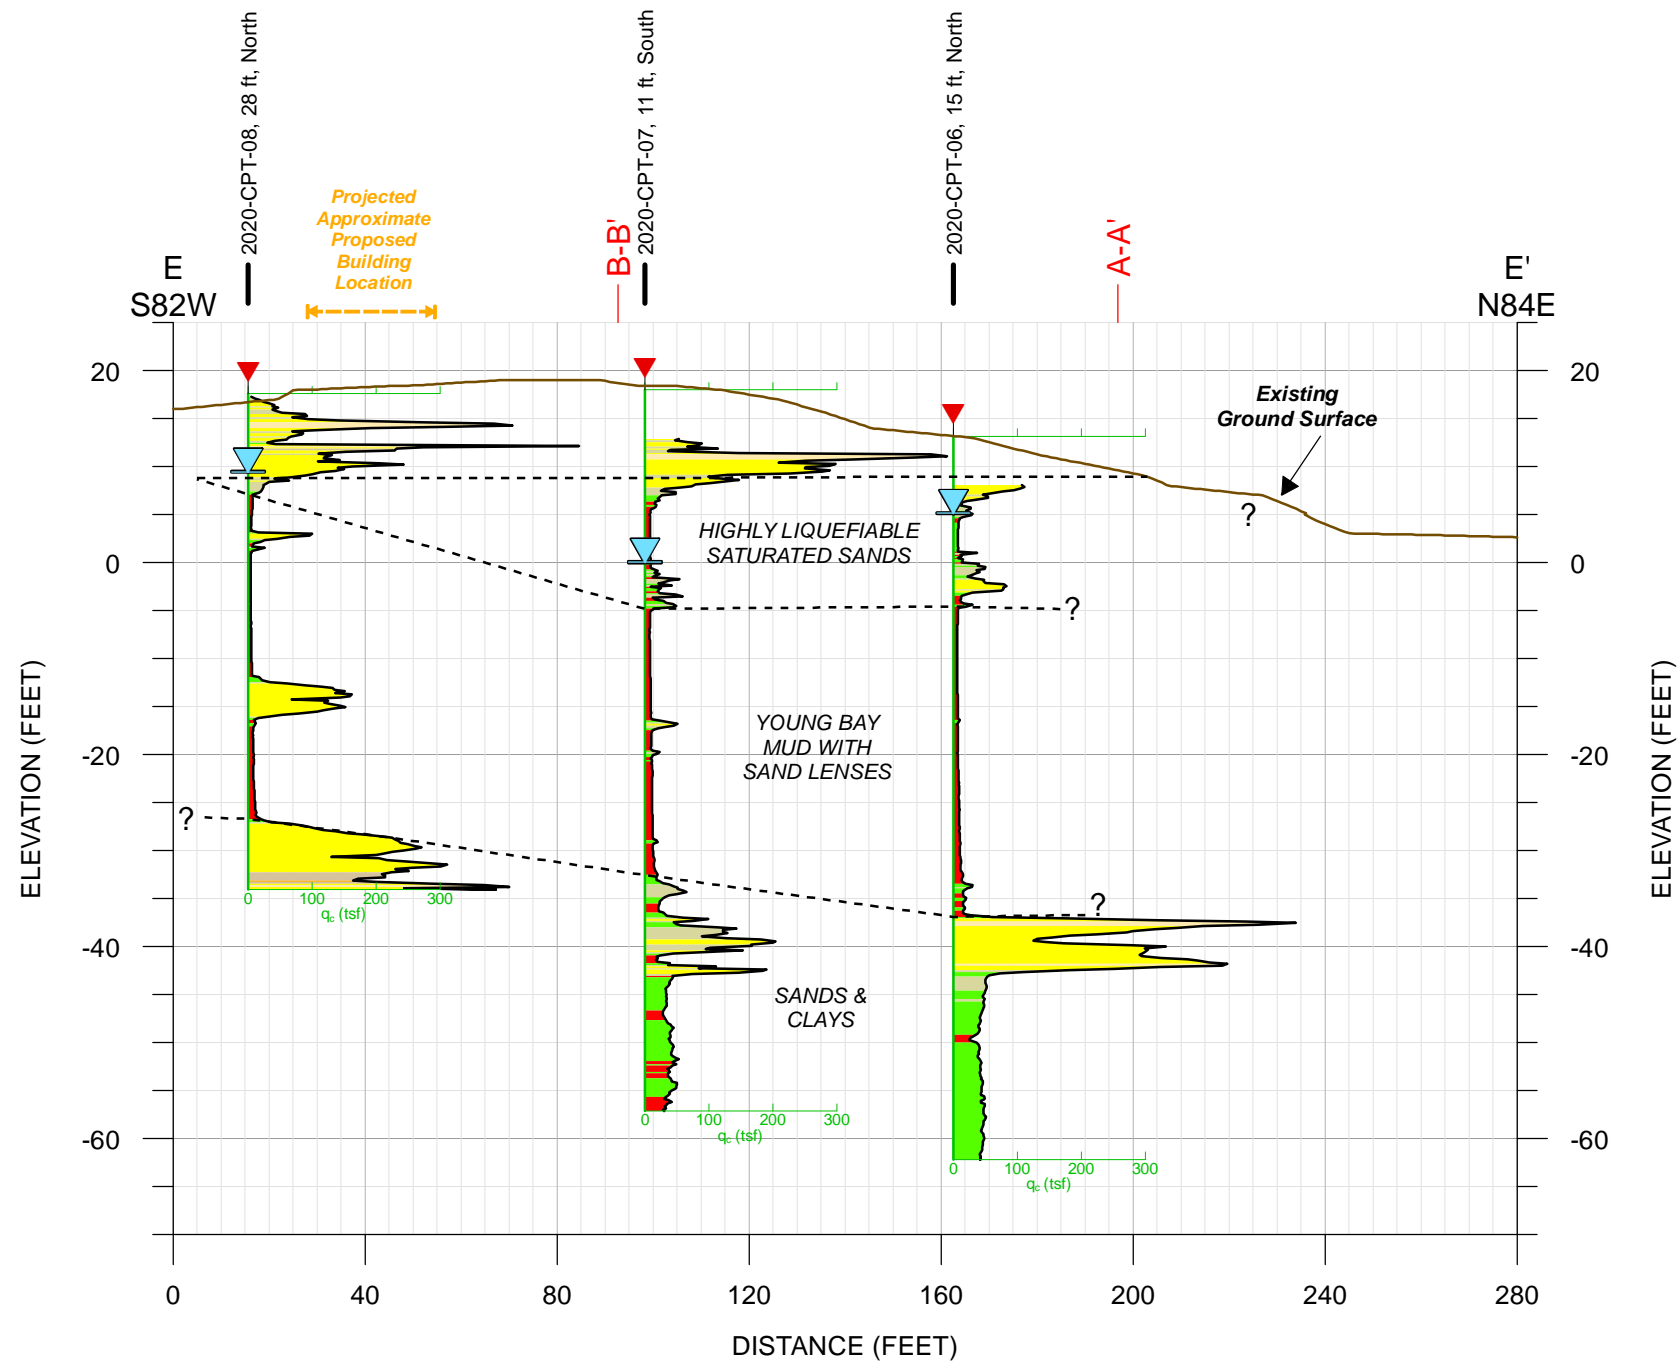 2020-CPT-08, 28 ft, North
2020-CPT-07, 11 ft, South
2020-CPT-06, 15 ft, North
Projected
Approximate
Proposed
Building
Location
B-B'
A-A'
E
S82W
E'
N84E
20
0
-20
-40
-60
20
0
-20
-40
-60
ELEVATION (FEET)
ELEVATION (FEET)
Existing
Ground Surface
?
HIGHLY LIQUEFIABLE
SATURATED SANDS
?
YOUNG BAY
MUD WITH
SAND LENSES
?
?
SANDS &
CLAYS
0 100 200 300
qc (tsf)
0 100 200 300
qc (tsf)
0 100 200 300
qc (tsf)
0 40 80 120 160 200 240 280
DISTANCE (FEET)